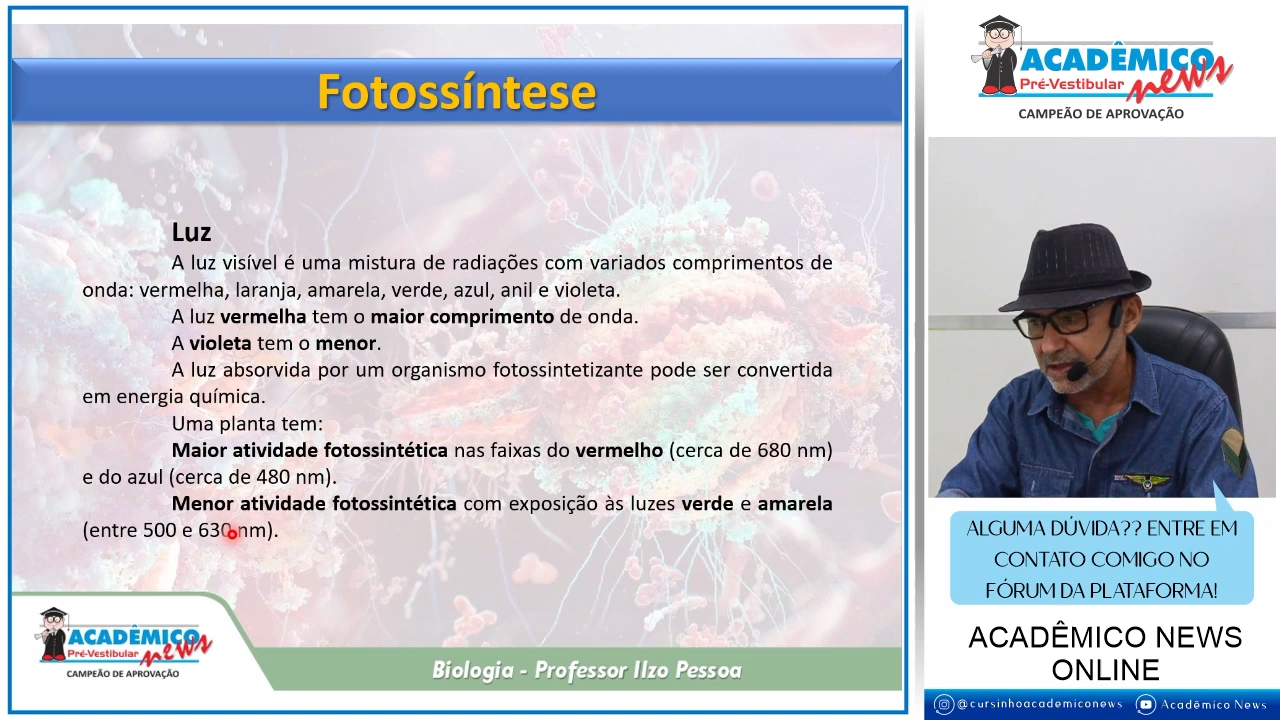 Fotossíntese
Luz
A luz visível é uma mistura de radiações com variados comprimentos de
onda: vermelha, laranja, amarela, verde, azul, anil e violeta.
A luz vermelha tem o maior comprimento de onda.
A violeta tem o menor.
A luz absorvida por um organismo fotossintetizante pode ser convertida
em energia química.
Uma planta tem:
Maior atividade fotossintética nas faixas do vermelho (cerca de 680 nm)
e do azul (cerca de 480 nm).
Menor atividade fotossintética com exposição às luzes verde e amarela
(entre 500 e 630 nm).
ACADÊMICO
Pré-Vestibular news
CAMPEÃO DE APROVAÇÃO
Biologia - Professor Ilzo Pessoa
ACADÊMICO
Pré-Vestibular news
CAMPEÃO DE APROVAÇÃO
ALGUMA DÚVIDA?? ENTRE EM
CONTATO COMIGO NO
FÓRUM DA PLATAFORMA!
ACADÊMICO NEWS
ONLINE
@cursinhoacademiconews Acadêmico News